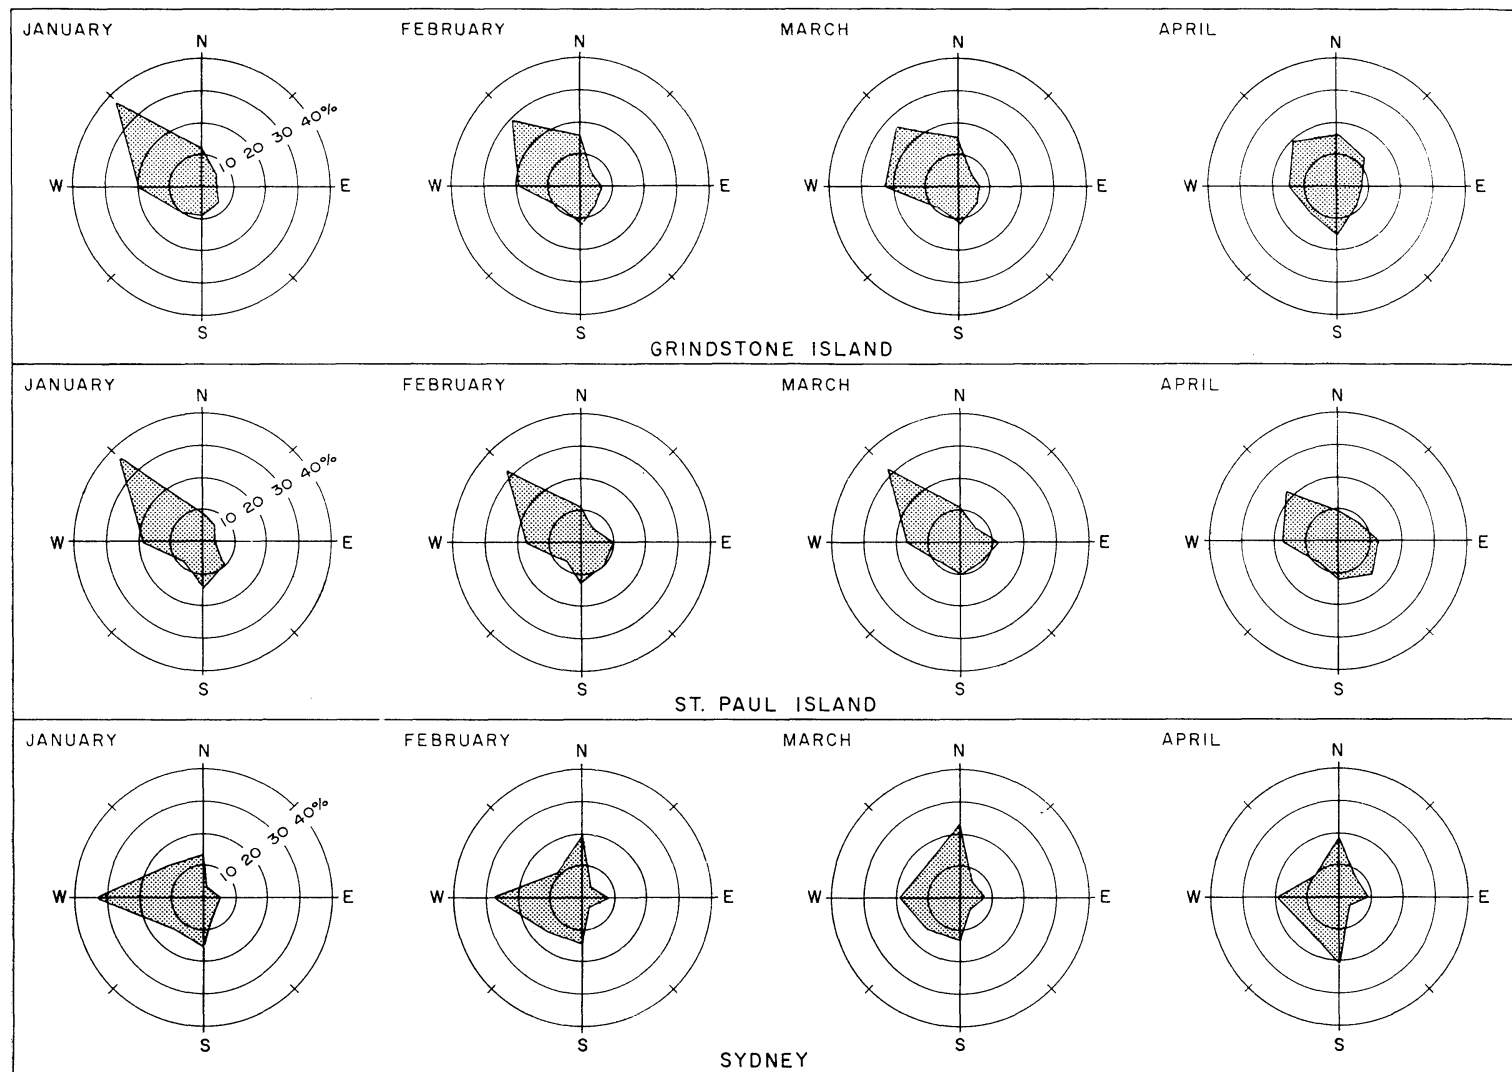 JANUARY FEBRUARY MARCH APRIL
N N N N
10 20 30 40%
W E W E W E W E
S S S S
GRINDSTONE ISLAND
JANUARY FEBRUARY MARCH APRIL
N N N N
10 20 30 40%
W E W E W E W E
S S S S
ST. PAUL ISLAND
JANUARY FEBRUARY MARCH APRIL
N N N N
10 20 30 40%
W E W E W E W E
S S S S
SYDNEY